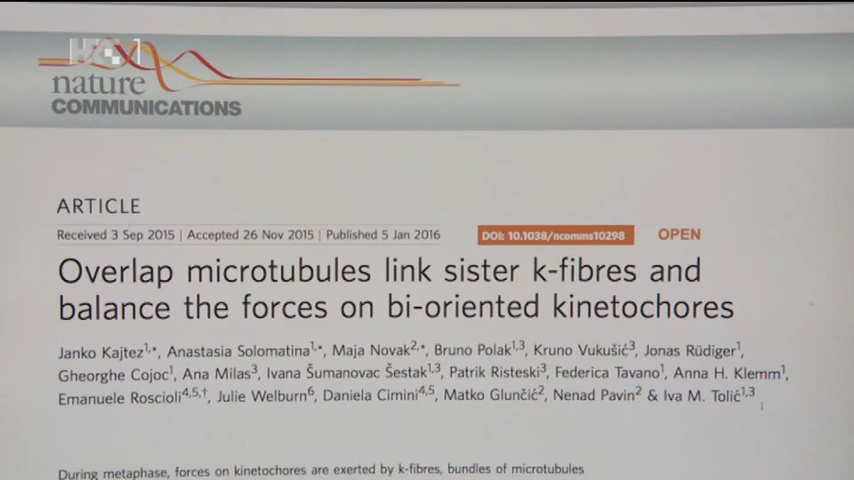 HRT 1
nature
COMMUNICATIONS
ARTICLE
Received 3 Sep 2015 | Accepted 26 Nov 2015 | Published 5 Jan 2016
DOI: 10.1038/ncomms10298
OPEN
Overlap microtubules link sister k-fibres and
balance the forces on bi-oriented kinetochores
Janko Kajtez1,*, Anastasia Solomatina1,*, Maja Novak2,*, Bruno Polak1,3, Kruno Vukušić3, Jonas Rüdiger1,
Gheorghe Cojoc1, Ana Milas3, Ivana Šumanovac Šestak1,3, Patrik Risteski3, Federica Tavano1, Anna H. Klemm1,
Emanuele Roscioli4,5,†, Julie Welburn6, Daniela Cimini4,5, Matko Glunčić2, Nenad Pavin2 & Iva M. Tolić1,3
During metaphase, forces on kinetochores are exerted by k-fibres, bundles of microtubules